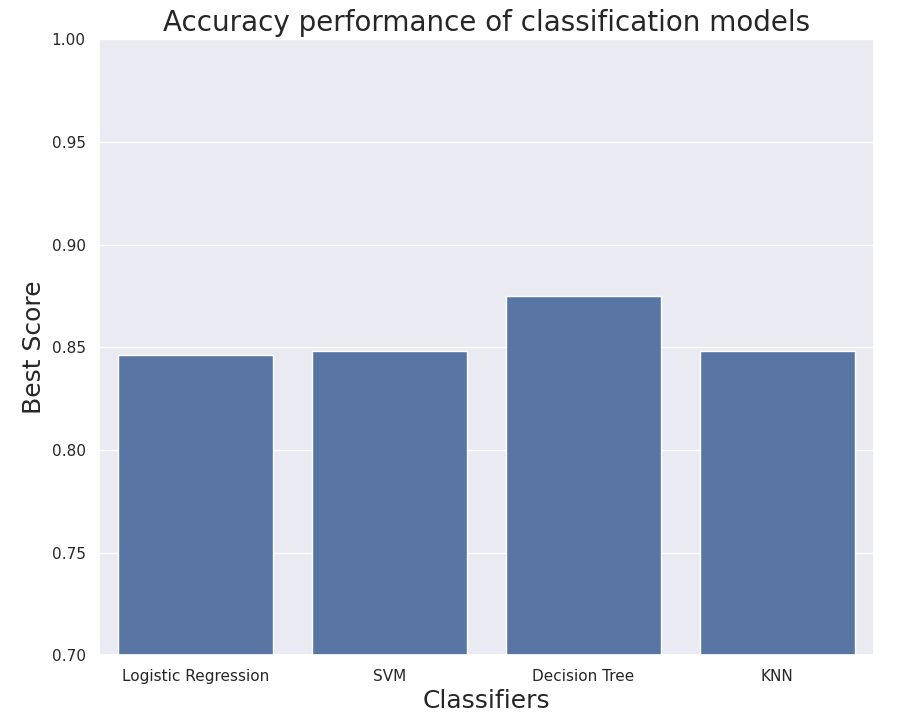 Accuracy performance of classification models
1.00
0.95
0.90
0.85
0.80
0.75
0.70
Best Score
Logistic Regression SVM Decision Tree KNN
Classifiers